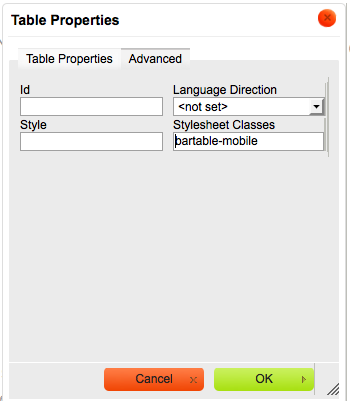 Table Properties
Table Properties Advanced
Id Language Direction
<not set>
Style Stylesheet Classes
bartable-mobile
Cancel OK